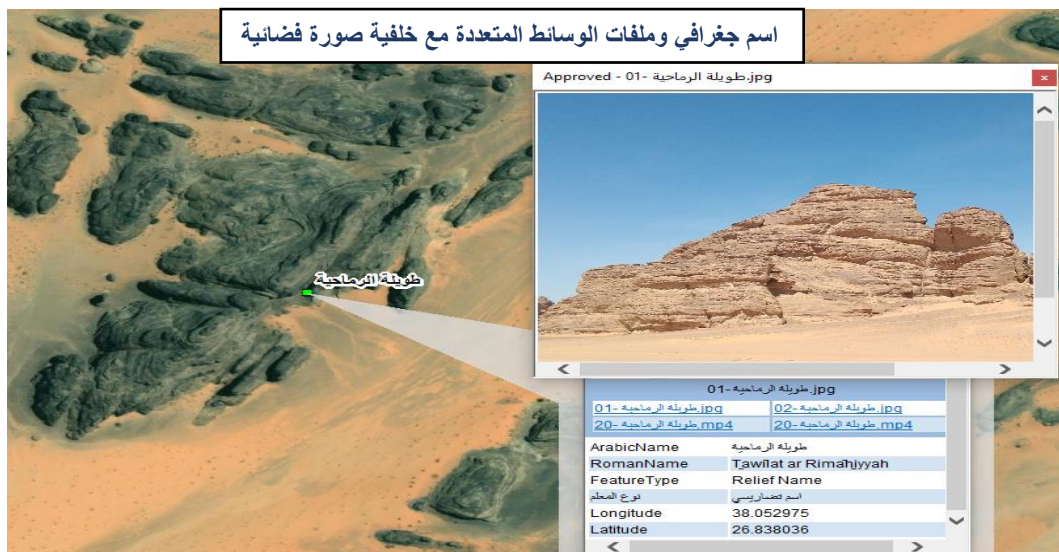 اسم جغرافي وملفات الوسائط المتعددة مع خلفية صورة فضائية
Approved - 01- طويلة الرماحية.jpg
طويلة الرماحية
01- طويلة الرماحية.jpg
01- طويلة الرماحية.jpg 02- طويلة الرماحية.jpg
20- طويلة الرماحية.mp4 20- طويلة الرماحية.mp4
ArabicName طويلة الرماحية
RomanName Ţawīlat ar Rimāḩīyyah
FeatureType Relief Name
نوع المعلم اسم تضاريسي
Longitude 38.052975
Latitude 26.838036